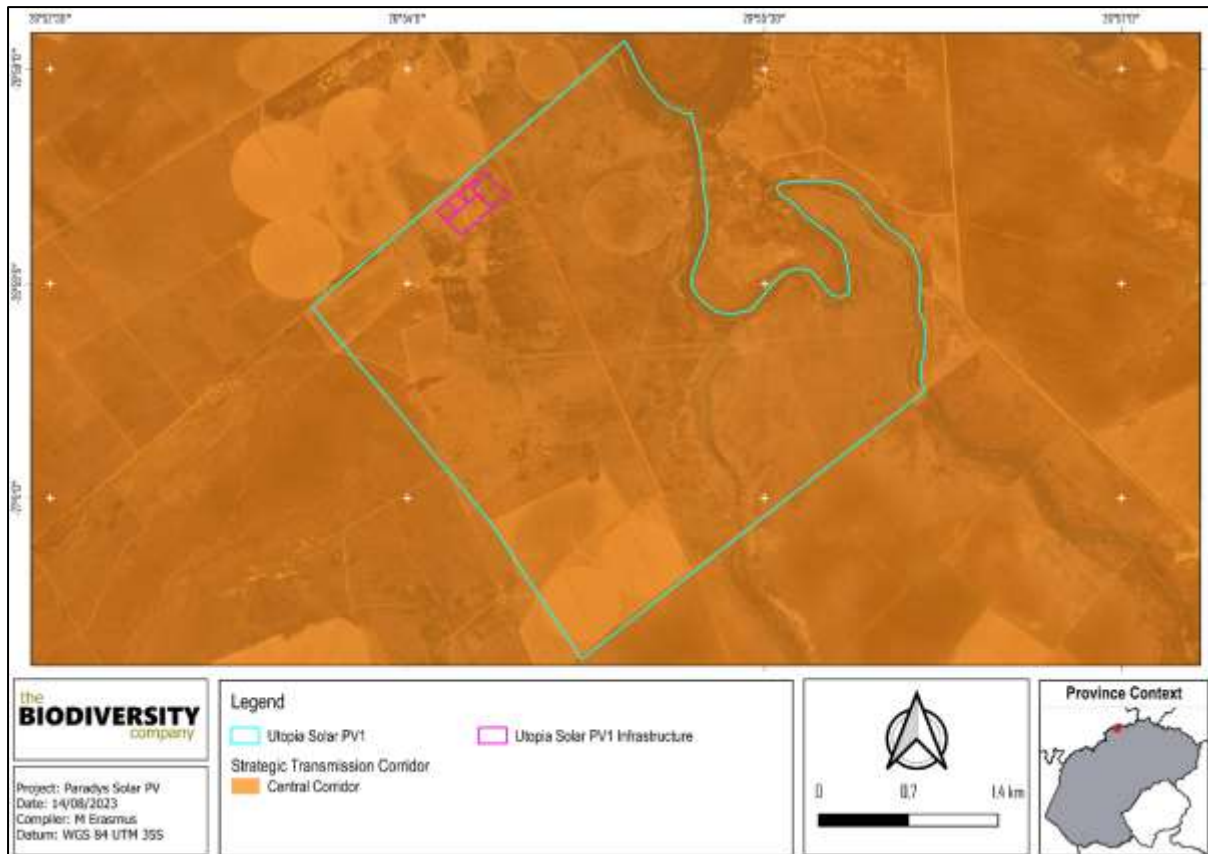 the
BIODIVERSITY
company
Project: Paradys Solar PV
Date: 14/08/2023
Compiler: M Erasmus
Datum: WGS 84 UTM 35S
Legend
Utopia Solar PV1
Utopia Solar PV1 Infrastructure
Strategic Transmission Corridor
Central Corridor
0 0,7 1,4 km
Province Context